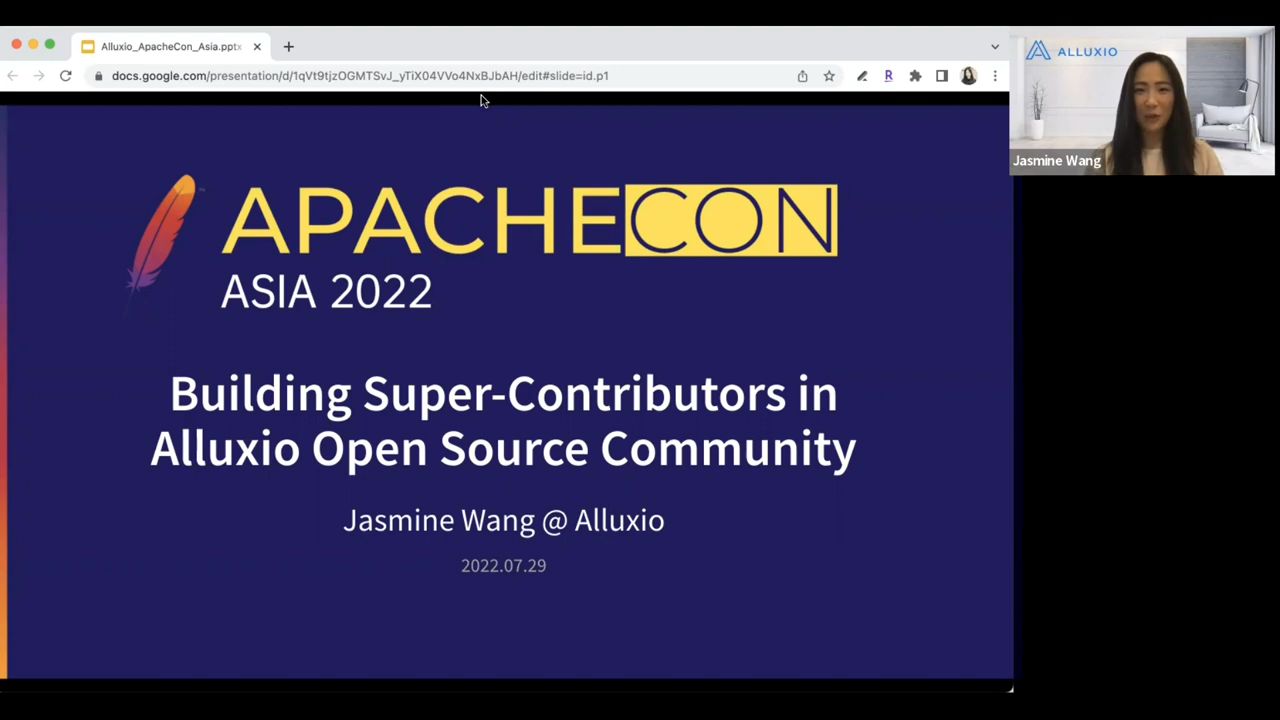 Alluxio_ApacheCon_Asia.pptx
docs.google.com/presentation/d/1qVt9tjzOGMTSvJ_yTiX04VVo4NxBJbAH/edit#slide=id.p1
R
ALLUXIO
Jasmine Wang
APACHECON
ASIA 2022
Building Super-Contributors in
Alluxio Open Source Community
Jasmine Wang @ Alluxio
2022.07.29